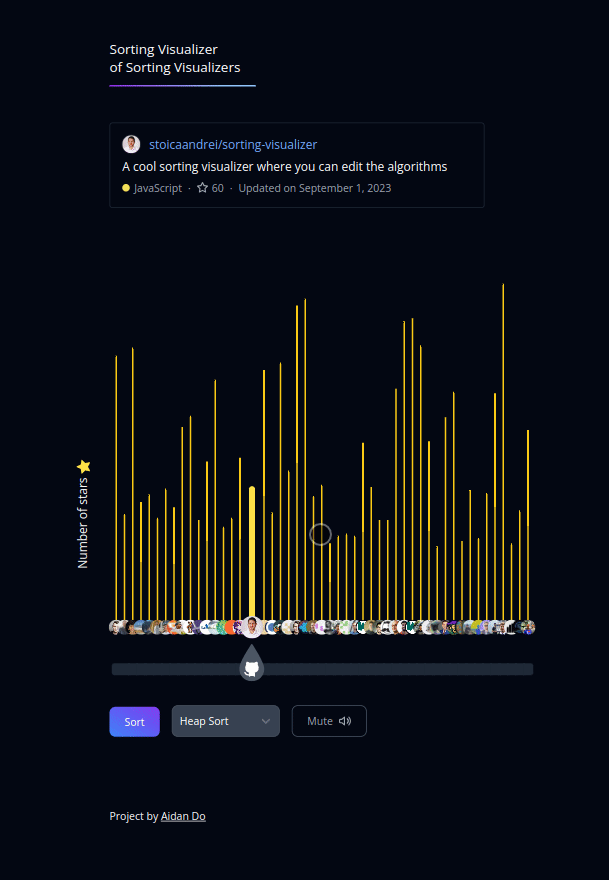 Sorting Visualizer
of Sorting Visualizers
stoicaandrei/sorting-visualizer
A cool sorting visualizer where you can edit the algorithms
JavaScript · 60 · Updated on September 1, 2023
Number of stars
Sort
Heap Sort
Mute
Project by Aidan Do